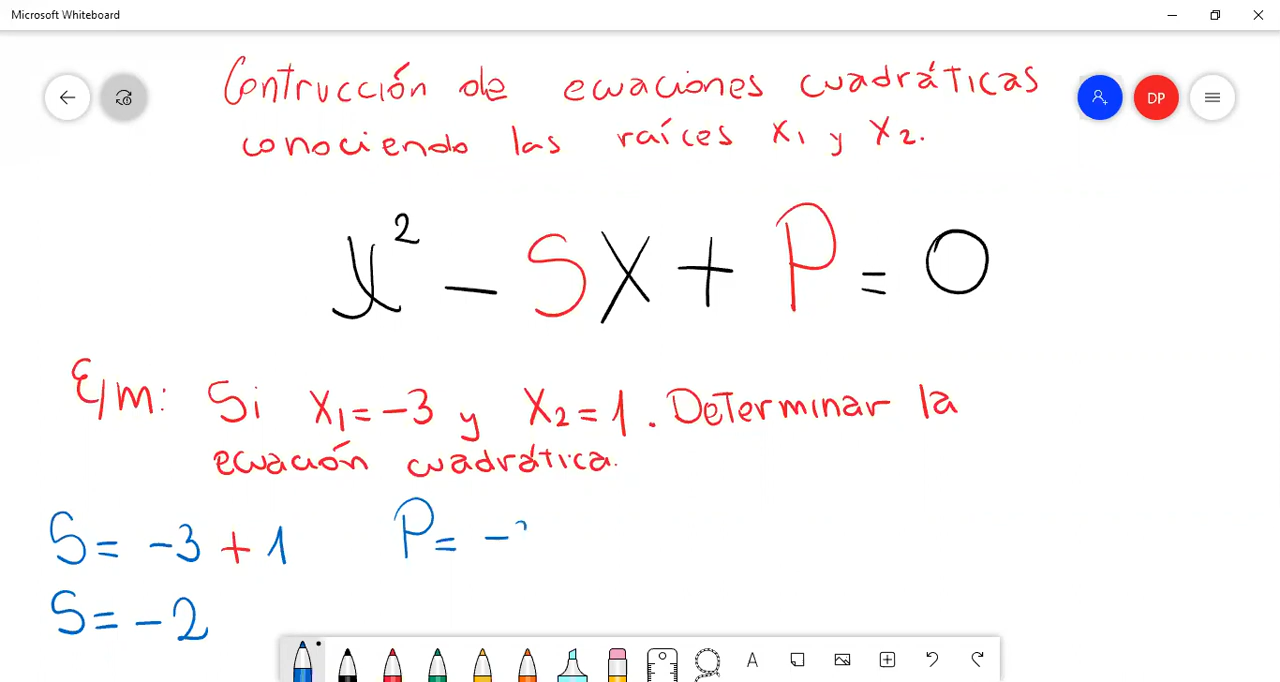 Microsoft Whiteboard
Contrucción de ecuaciones cuadráticas
DP
conociendo las raíces x1 y x2.
x² - Sx + P = 0
E/m: Si x1 = -3 y x2 = 1. Determinar la
ecuación cuadrática.
S = -3 + 1 P = -
S = -2
A